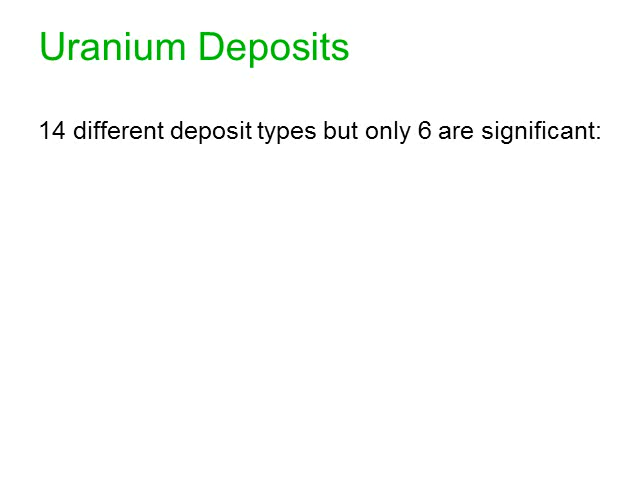 Uranium Deposits
14 different deposit types but only 6 are significant: